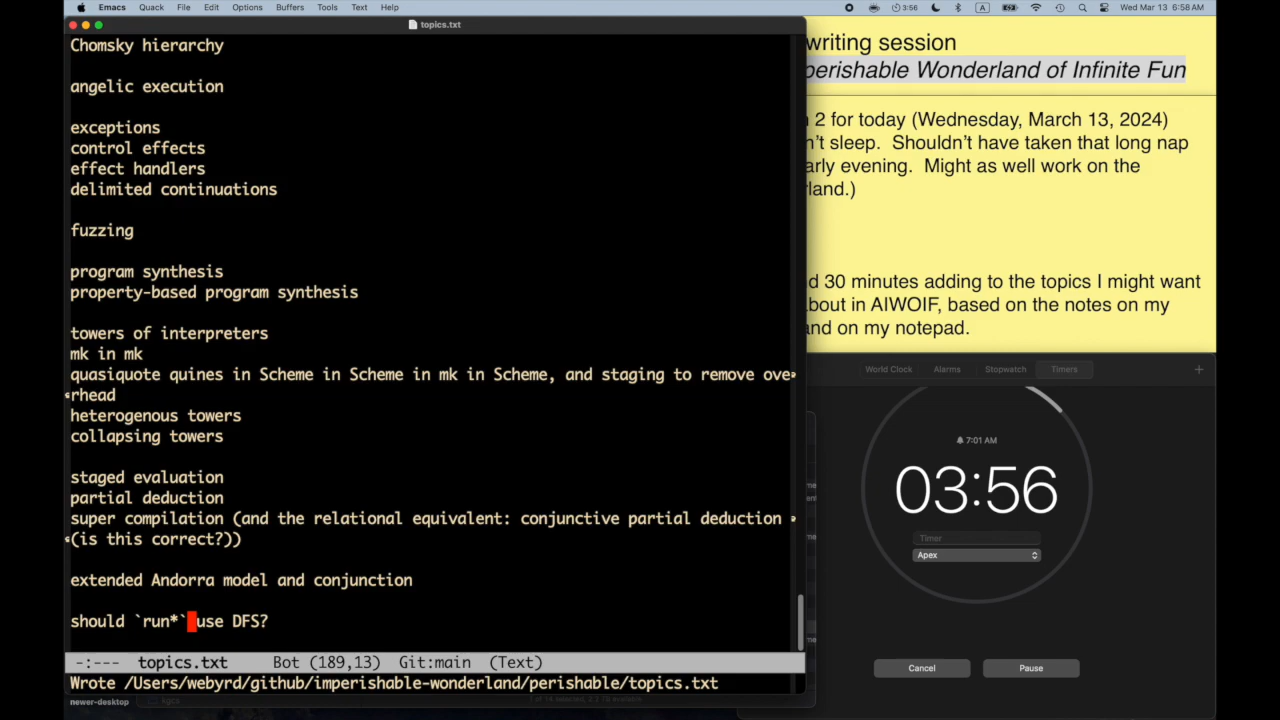 Emacs Quack File Edit Options Buffers Tools Text Help
3:56 A Wed Mar 13 6:58 AM
topics.txt
Chomsky hierarchy
angelic execution
exceptions
control effects
effect handlers
delimited continuations
fuzzing
program synthesis
property-based program synthesis
towers of interpreters
mk in mk
quasiquote quines in Scheme in Scheme in mk in Scheme, and staging to remove ove
rhead
heterogenous towers
collapsing towers
staged evaluation
partial deduction
super compilation (and the relational equivalent: conjunctive partial deduction
(is this correct?))
extended Andorra model and conjunction
should `run*` use DFS?
-:--- topics.txt Bot (189,13) Git:main (Text)
Wrote /Users/webyrd/github/imperishable-wonderland/perishable/topics.txt
newer-desktop
writing session
perishable Wonderland of Infinite Fun
2 for today (Wednesday, March 13, 2024)
n't sleep. Shouldn't have taken that long nap
arly evening. Might as well work on the
land.)
d 30 minutes adding to the topics I might want
about in AIWOIF, based on the notes on my
and on my notepad.
World Clock Alarms Stopwatch Timers +
7:01 AM
03:56
Timer
Apex
Cancel Pause